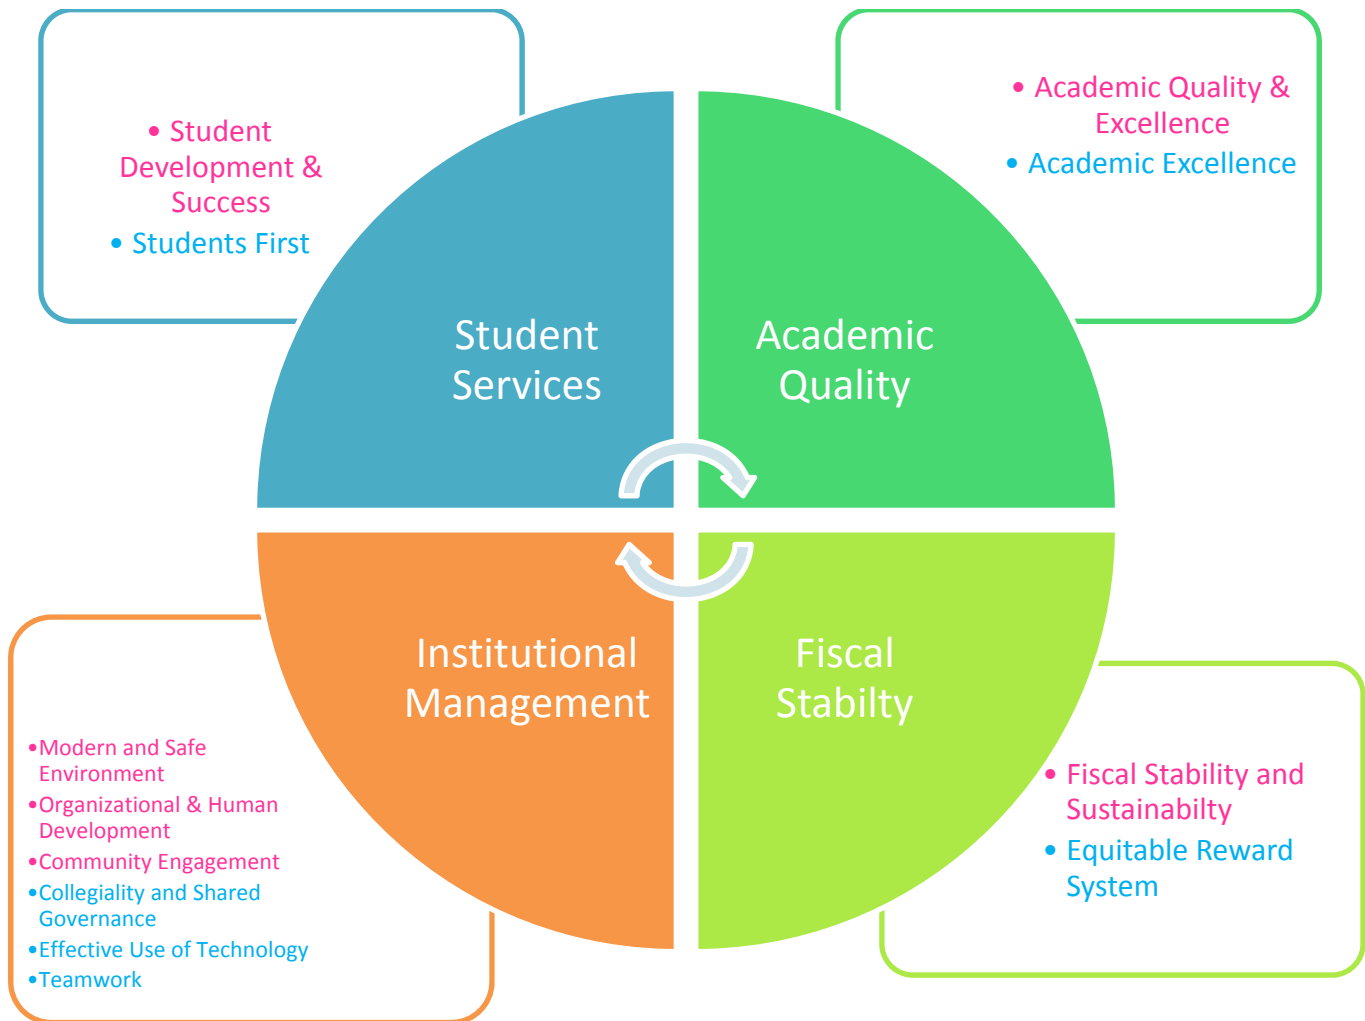 • Student
Development &
Success
• Students First
• Academic Quality &
Excellence
• Academic Excellence
Student
Services
Academic
Quality
Institutional
Management
Fiscal
Stabilty
•Modern and Safe
Environment
•Organizational & Human
Development
•Community Engagement
•Collegiality and Shared
Governance
•Effective Use of Technology
•Teamwork
• Fiscal Stability and
Sustainabilty
• Equitable Reward
System